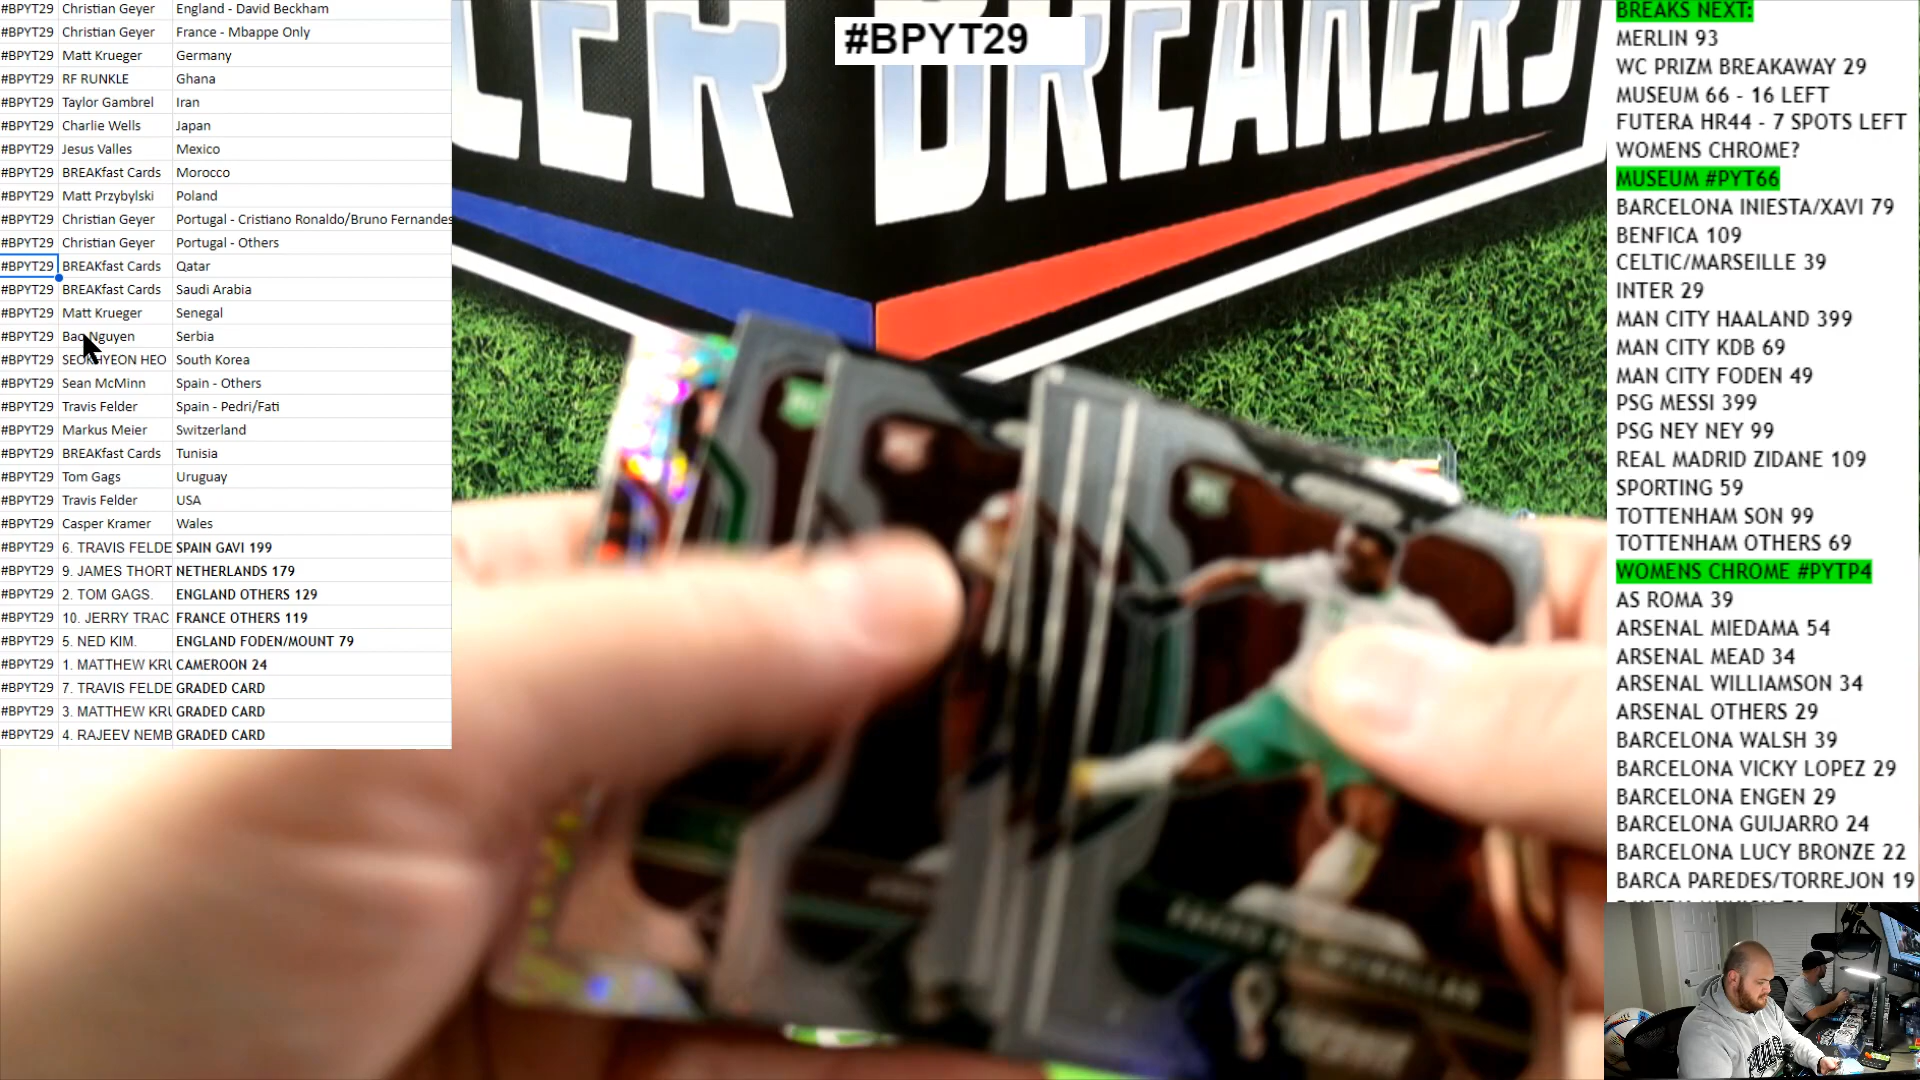 #BPYT29 Christian Geyer England - David Beckham
#BPYT29 Christian Geyer France - Mbappe Only
#BPYT29 Matt Krueger Germany
#BPYT29 RF RUNKLE Ghana
#BPYT29 Taylor Gambrel Iran
#BPYT29 Charlie Wells Japan
#BPYT29 Jesus Valles Mexico
#BPYT29 BREAKfast Cards Morocco
#BPYT29 Matt Przybylski Poland
#BPYT29 Christian Geyer Portugal - Cristiano Ronaldo/Bruno Fernandes
#BPYT29 Christian Geyer Portugal - Others
#BPYT29 BREAKfast Cards Qatar
#BPYT29 BREAKfast Cards Saudi Arabia
#BPYT29 Matt Krueger Senegal
#BPYT29 Bao Nguyen Serbia
#BPYT29 HEO South Korea
#BPYT29 Sean McMinn Spain - Others
#BPYT29 Travis Felder Spain - Pedri/Fati
#BPYT29 Markus Meier Switzerland
#BPYT29 BREAKfast Cards Tunisia
#BPYT29 Tom Gags Uruguay
#BPYT29 Travis Felder USA
#BPYT29 Casper Kramer Wales
#BPYT29 6. TRAVIS FELDE SPAIN GAVI 199
#BPYT29 9. JAMES THORT NETHERLANDS 179
#BPYT29 2. TOM GAGS. ENGLAND OTHERS 129
#BPYT29 10. JERRY TRAC FRANCE OTHERS 119
#BPYT29 5. NED KIM. ENGLAND FODEN/MOUNT 79
#BPYT29 1. MATTHEW KRU CAMEROON 24
#BPYT29 7. TRAVIS FELDE GRADED CARD
#BPYT29 3. MATTHEW KRU GRADED CARD
#BPYT29 4. RAJEEV NEMB GRADED CARD
#BPYT29
LER BREAKERS
BREAKS NEXT:
MERLIN 93
WC PRIZM BREAKAWAY 29
MUSEUM 66 - 16 LEFT
FUTERA HR44 - 7 SPOTS LEFT
WOMENS CHROME?
MUSEUM #PYT66
BARCELONA INIESTA/XAVI 79
BENFICA 109
CELTIC/MARSEILLE 39
INTER 29
MAN CITY HAALAND 399
MAN CITY KDB 69
MAN CITY FODEN 49
PSG MESSI 399
PSG NEY NEY 99
REAL MADRID ZIDANE 109
SPORTING 59
TOTTENHAM SON 99
TOTTENHAM OTHERS 69
WOMENS CHROME #PYTP4
AS ROMA 39
ARSENAL MIEDAMA 54
ARSENAL MEAD 34
ARSENAL WILLIAMSON 34
ARSENAL OTHERS 29
BARCELONA WALSH 39
BARCELONA VICKY LOPEZ 29
BARCELONA ENGEN 29
BARCELONA GUIJARRO 24
BARCELONA LUCY BRONZE 22
BARCA PAREDES/TORREJON 19